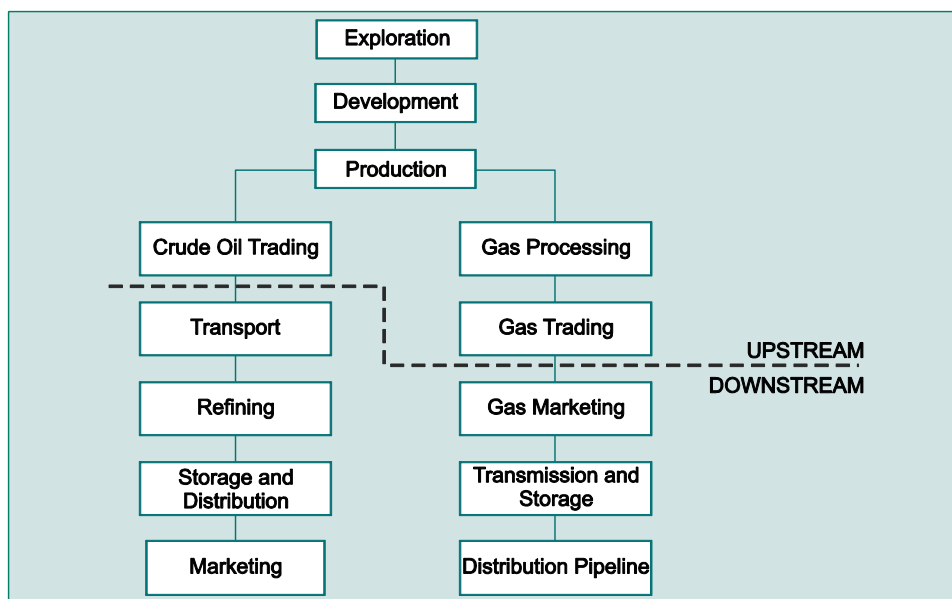 Exploration
Development
Production
Crude Oil Trading
Gas Processing
Transport
Gas Trading
UPSTREAM
DOWNSTREAM
Refining
Gas Marketing
Storage and
Distribution
Transmission and
Storage
Marketing
Distribution Pipeline